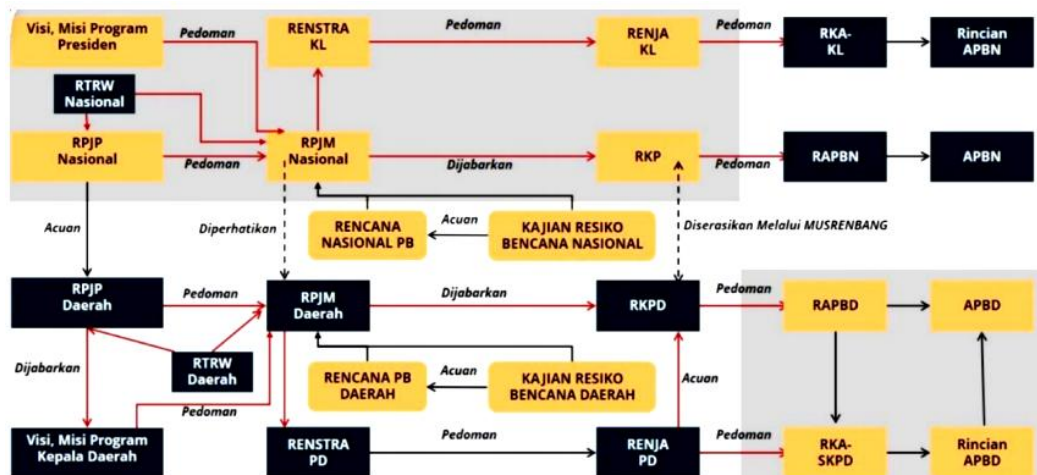 Visi, Misi Program
Presiden
Pedoman
RENSTRA
KL
Pedoman
RENJA
KL
Pedoman
RKA-
KL
Rincian
APBN
RTRW
Nasional
RPJP
Nasional
Pedoman
RPJM
Nasional
Dijabarkan
RKP
Pedoman
RAPBN
APBN
Acuan
Diperhatikan
RENCANA
NASIONAL PB
Acuan
KAJIAN RESIKO
BENCANA NASIONAL
Diserasikan Melalui MUSRENBANG
RPJP
Daerah
Pedoman
RPJM
Daerah
Dijabarkan
RKPD
Pedoman
RAPBD
APBD
Dijabarkan
RTRW
Daerah
Pedoman
RENCANA PB
DAERAH
Acuan
KAJIAN RESIKO
BENCANA DAERAH
Acuan
Visi, Misi Program
Kepala Daerah
RENSTRA
PD
Pedoman
RENJA
PD
Pedoman
RKA-
SKPD
Rincian
APBD